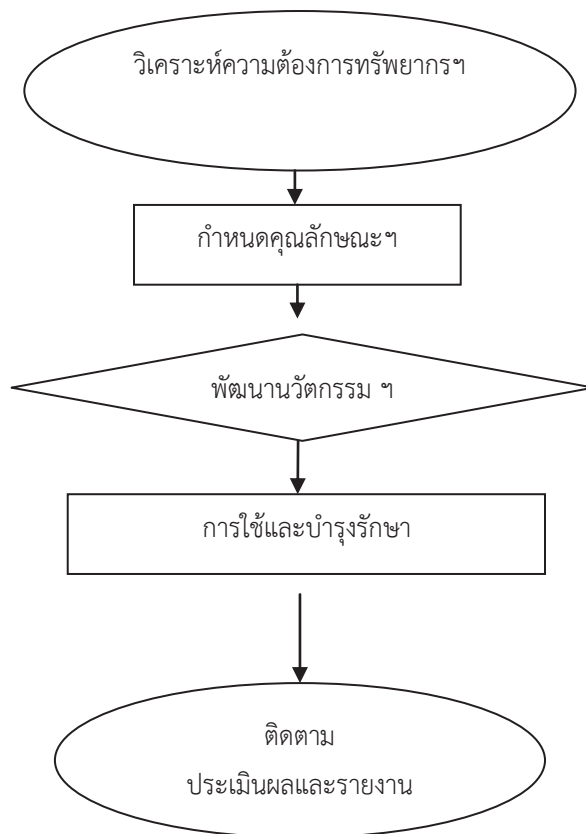 วิเคราะห์ความต้องการทรัพยากรฯ
กำหนดคุณลักษณะฯ
พัฒนานวัตกรรม ฯ
การใช้และบำรุงรักษา
ติดตาม
ประเมินผลและรายงาน